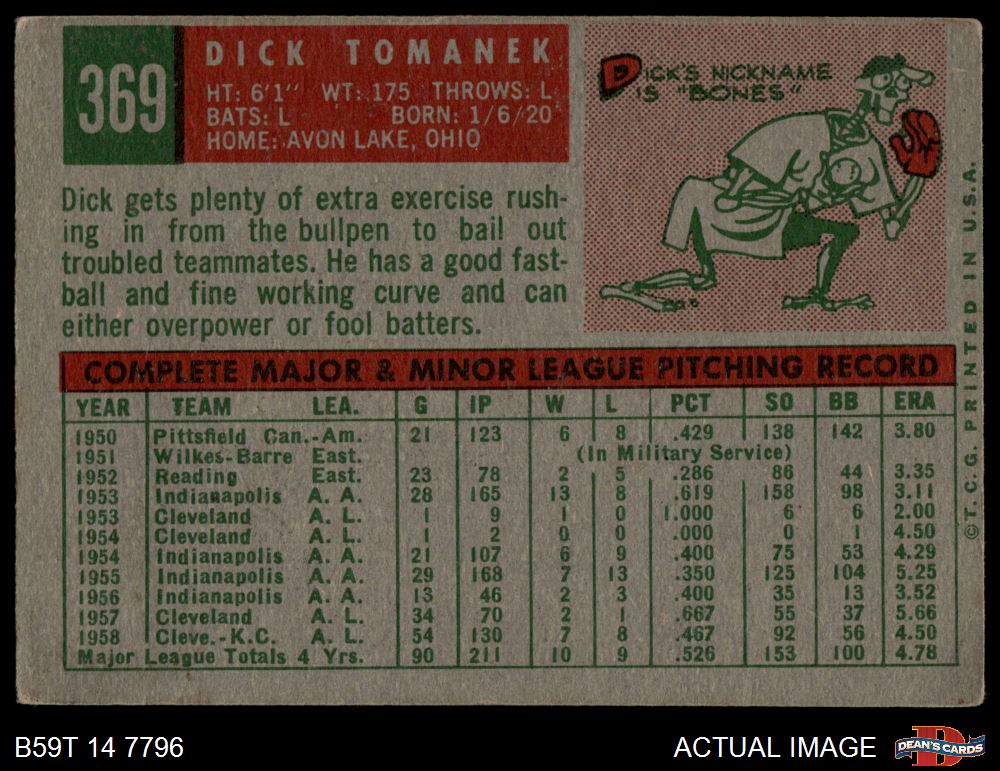 369
DICK TOMANEK
HT: 6'1" WT: 175 THROWS: L
BATS: L BORN: 1/6/20
HOME: AVON LAKE, OHIO
DICK'S NICKNAME
IS "BONES"
Dick gets plenty of extra exercise rush-
ing in from the bullpen to bail out
troubled teammates. He has a good fast-
ball and fine working curve and can
either overpower or fool batters.
COMPLETE MAJOR & MINOR LEAGUE PITCHING RECORD
YEAR TEAM LEA. G IP W L PCT SO BB ERA
1950 Pittsfield Can.-Am. 21 123 6 8 .429 138 142 3.80
1951 Wilkes-Barre East. (In Military Service)
1952 Reading East. 23 78 2 5 .286 86 44 3.35
1953 Indianapolis A. A. 28 165 13 8 .619 158 98 3.11
1953 Cleveland A. L. 1 9 1 0 1.000 6 6 2.00
1954 Cleveland A. L. 1 2 0 0 .000 0 1 4.50
1954 Indianapolis A. A. 21 107 6 9 .400 75 53 4.29
1955 Indianapolis A. A. 29 168 7 13 .350 125 104 5.25
1956 Indianapolis A. A. 13 46 2 3 .400 35 13 3.52
1957 Cleveland A. L. 34 70 2 1 .667 55 37 5.66
1958 Cleve.-K.C. A. L. 54 130 7 8 .467 92 56 4.50
Major League Totals 4 Yrs. 90 211 10 9 .526 153 100 4.78
©T.C.G. PRINTED IN U.S.A.
B59T 14 7796
ACTUAL IMAGE
DEAN'S CARDS